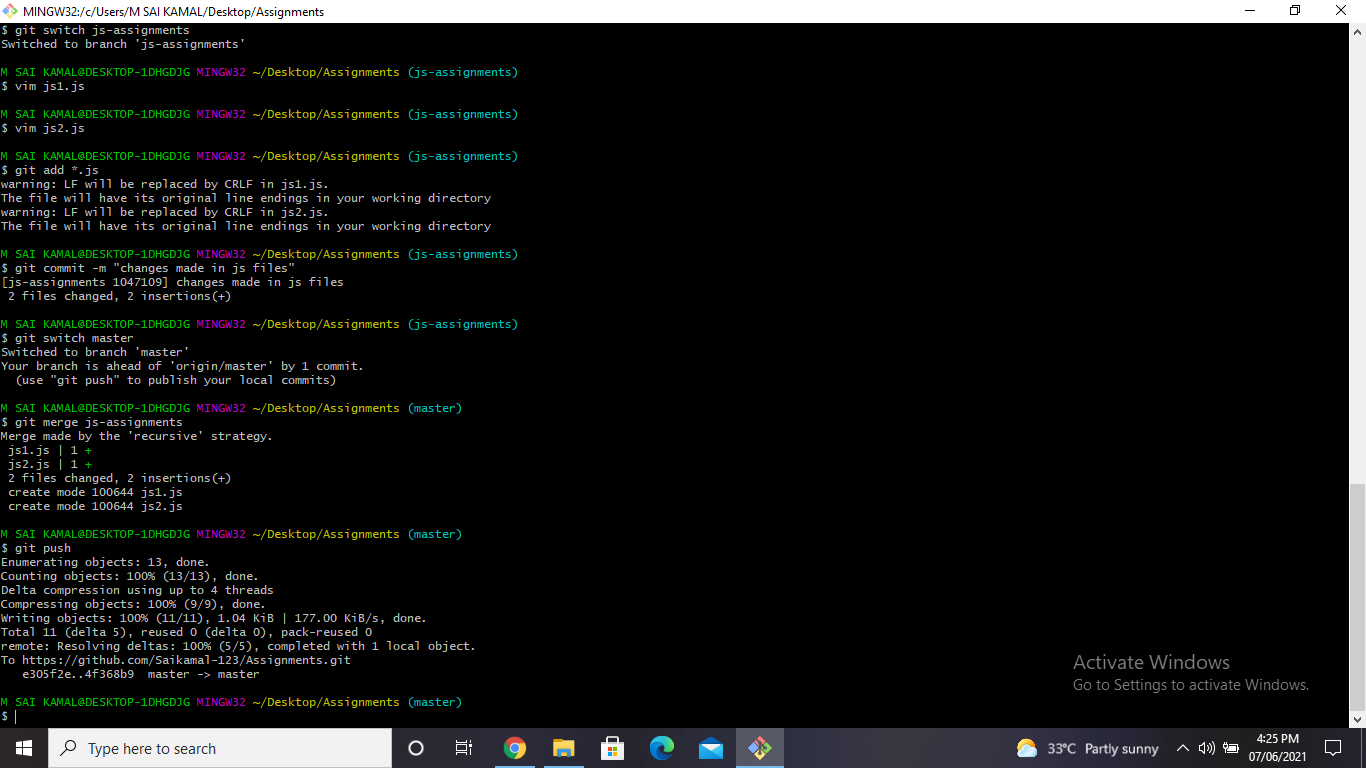 MINGW32:/c/Users/M SAI KAMAL/Desktop/Assignments
$ git switch js-assignments
Switched to branch 'js-assignments'
M SAI KAMAL@DESKTOP-1DHGDJG MINGW32 ~/Desktop/Assignments (js-assignments)
$ vim js1.js
M SAI KAMAL@DESKTOP-1DHGDJG MINGW32 ~/Desktop/Assignments (js-assignments)
$ vim js2.js
M SAI KAMAL@DESKTOP-1DHGDJG MINGW32 ~/Desktop/Assignments (js-assignments)
$ git add *.js
warning: LF will be replaced by CRLF in js1.js.
The file will have its original line endings in your working directory
warning: LF will be replaced by CRLF in js2.js.
The file will have its original line endings in your working directory
M SAI KAMAL@DESKTOP-1DHGDJG MINGW32 ~/Desktop/Assignments (js-assignments)
$ git commit -m "changes made in js files"
[js-assignments 1047109] changes made in js files
2 files changed, 2 insertions(+)
M SAI KAMAL@DESKTOP-1DHGDJG MINGW32 ~/Desktop/Assignments (js-assignments)
$ git switch master
Switched to branch 'master'
Your branch is ahead of 'origin/master' by 1 commit.
(use "git push" to publish your local commits)
M SAI KAMAL@DESKTOP-1DHGDJG MINGW32 ~/Desktop/Assignments (master)
$ git merge js-assignments
Merge made by the 'recursive' strategy.
js1.js | 1 +
js2.js | 1 +
2 files changed, 2 insertions(+)
create mode 100644 js1.js
create mode 100644 js2.js
M SAI KAMAL@DESKTOP-1DHGDJG MINGW32 ~/Desktop/Assignments (master)
$ git push
Enumerating objects: 13, done.
Counting objects: 100% (13/13), done.
Delta compression using up to 4 threads
Compressing objects: 100% (9/9), done.
Writing objects: 100% (11/11), 1.04 KiB | 177.00 KiB/s, done.
Total 11 (delta 5), reused 0 (delta 0), pack-reused 0
remote: Resolving deltas: 100% (5/5), completed with 1 local object.
To https://github.com/Saikamal-123/Assignments.git
e305f2e..4f368b9  master -> master
M SAI KAMAL@DESKTOP-1DHGDJG MINGW32 ~/Desktop/Assignments (master)
$
Activate Windows
Go to Settings to activate Windows.
Type here to search
33°C Partly sunny
4:25 PM
07/06/2021